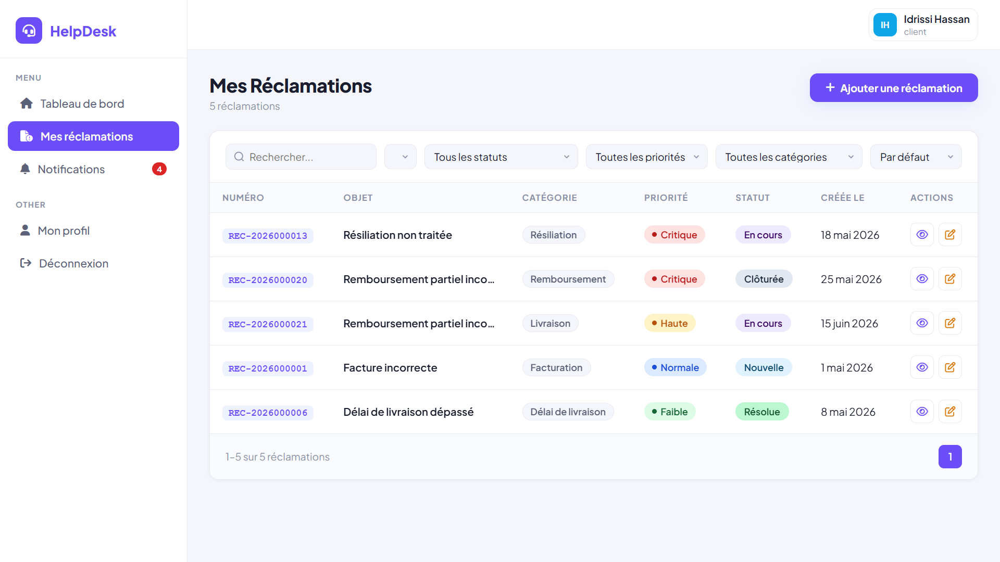 HelpDesk
IH
Idrissi Hassan
client
MENU
Tableau de bord
Mes réclamations
Notifications
4
OTHER
Mon profil
Déconnexion
Mes Réclamations
5 réclamations
+ Ajouter une réclamation
Rechercher...
Tous les statuts
Toutes les priorités
Toutes les catégories
Par défaut
NUMÉRO OBJET CATÉGORIE PRIORITÉ STATUT CRÉÉE LE ACTIONS
REC-2026000013 Résiliation non traitée Résiliation Critique En cours 18 mai 2026
REC-2026000020 Remboursement partiel inco... Remboursement Critique Clôturée 25 mai 2026
REC-2026000021 Remboursement partiel inco... Livraison Haute En cours 15 juin 2026
REC-2026000001 Facture incorrecte Facturation Normale Nouvelle 1 mai 2026
REC-2026000006 Délai de livraison dépassé Délai de livraison Faible Résolue 8 mai 2026
1–5 sur 5 réclamations
1